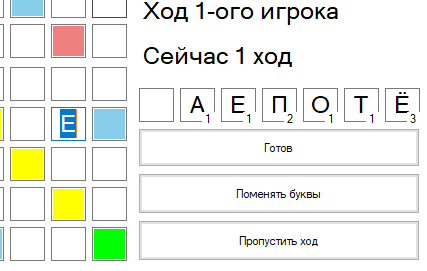 Ход 1-ого игрока
Сейчас 1 ход
А 1 Е 1 П 2 О 1 Т 1 Ё 3
Е
Готов
Поменять буквы
Пропустить ход